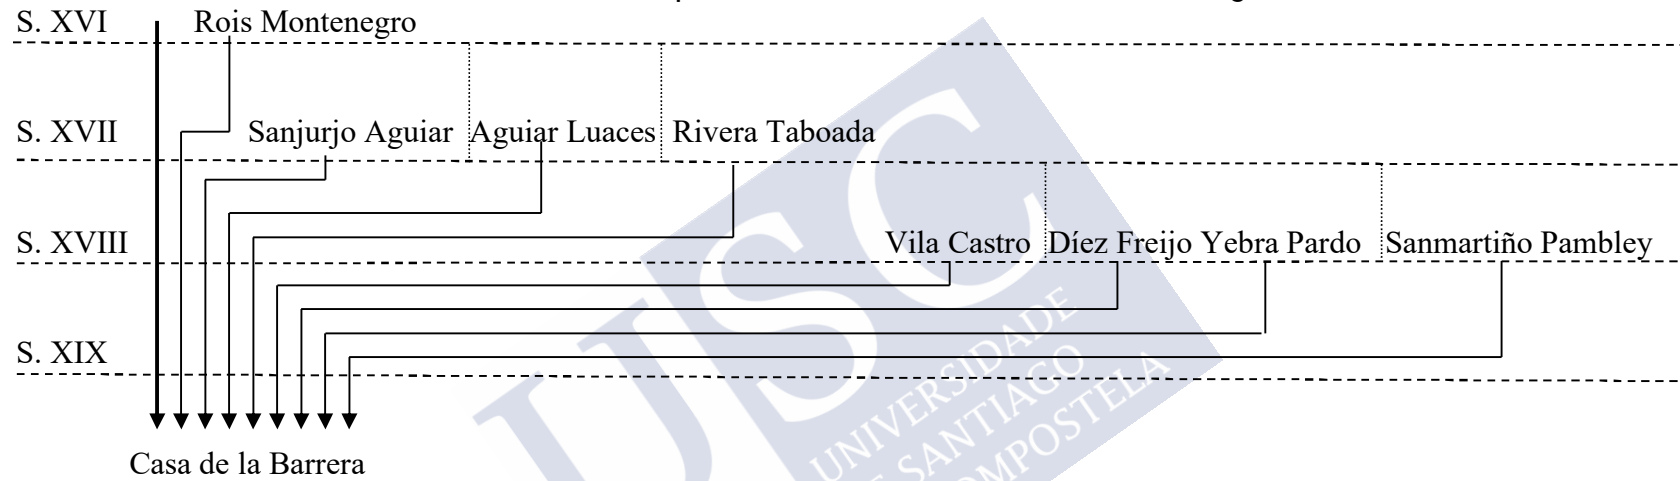 S. XVI Rois Montenegro
S. XVII Sanjurjo Aguiar Aguiar Luaces Rivera Taboada
S. XVIII Vila Castro Díez Freijo Yebra Pardo Sanmartiño Pambley
S. XIX
Casa de la Barrera
USC
UNIVERSIDADE
DE SANTIAGO
COMPOSTELA